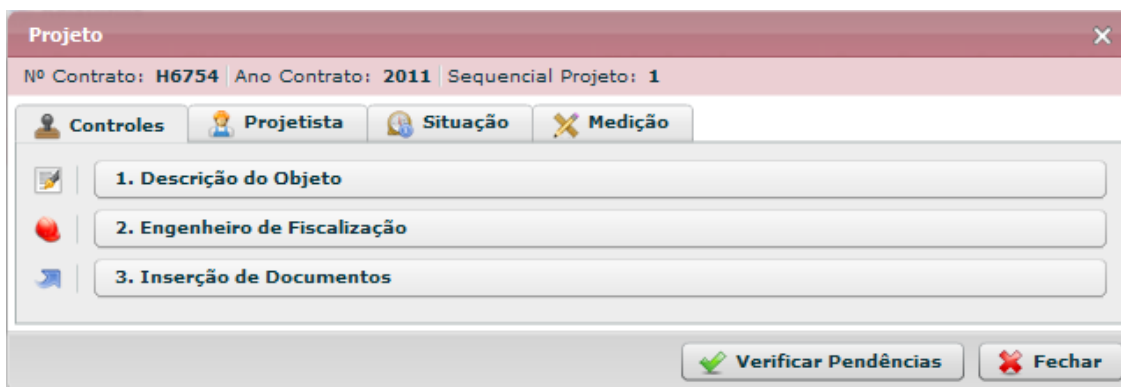 Projeto
Nº Contrato: H6754 Ano Contrato: 2011 Sequencial Projeto: 1
Controles Projetista Situação Medição
1. Descrição do Objeto
2. Engenheiro de Fiscalização
3. Inserção de Documentos
Verificar Pendências Fechar